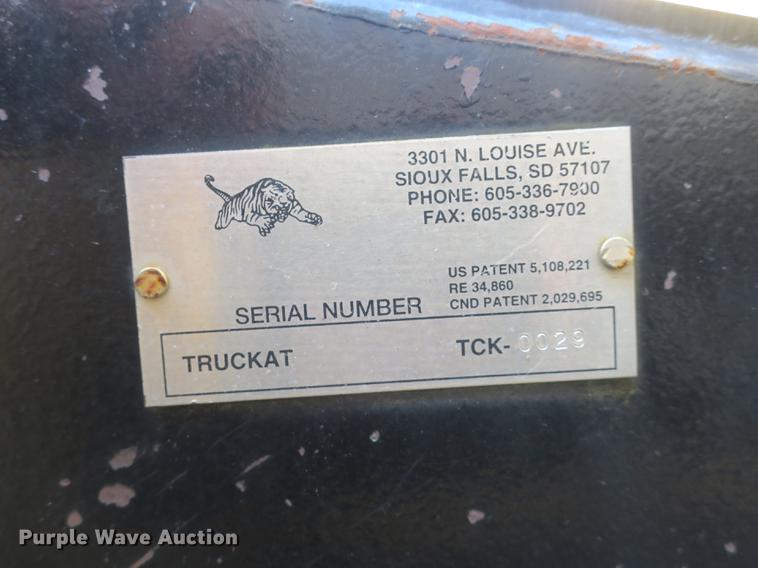 3301 N. LOUISE AVE.
SIOUX FALLS, SD 57107
PHONE: 605-336-7900
FAX: 605-338-9702
US PATENT 5,108,221
RE 34,860
CND PATENT 2,029,695
SERIAL NUMBER
TRUCKAT TCK-0029
Purple Wave Auction